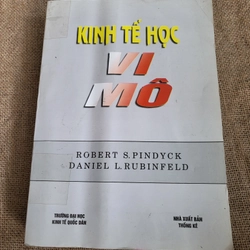 KINH TẾ HỌC
VI
MÔ
ROBERT S. PINDYCK
DANIEL L. RUBINFELD
TRƯỜNG ĐẠI HỌC
KINH TẾ QUỐC DÂN
NHÀ XUẤT BẢN
THỐNG KÊ